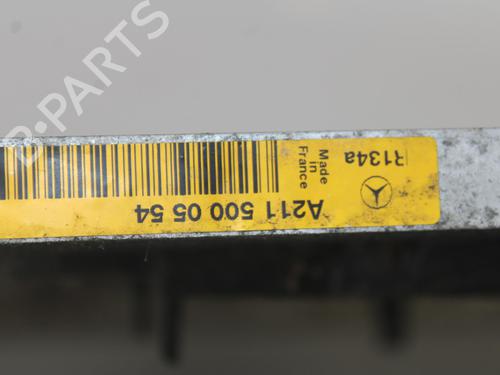 R134a
Made
in
France
A211 500 05 54
B-PARTS